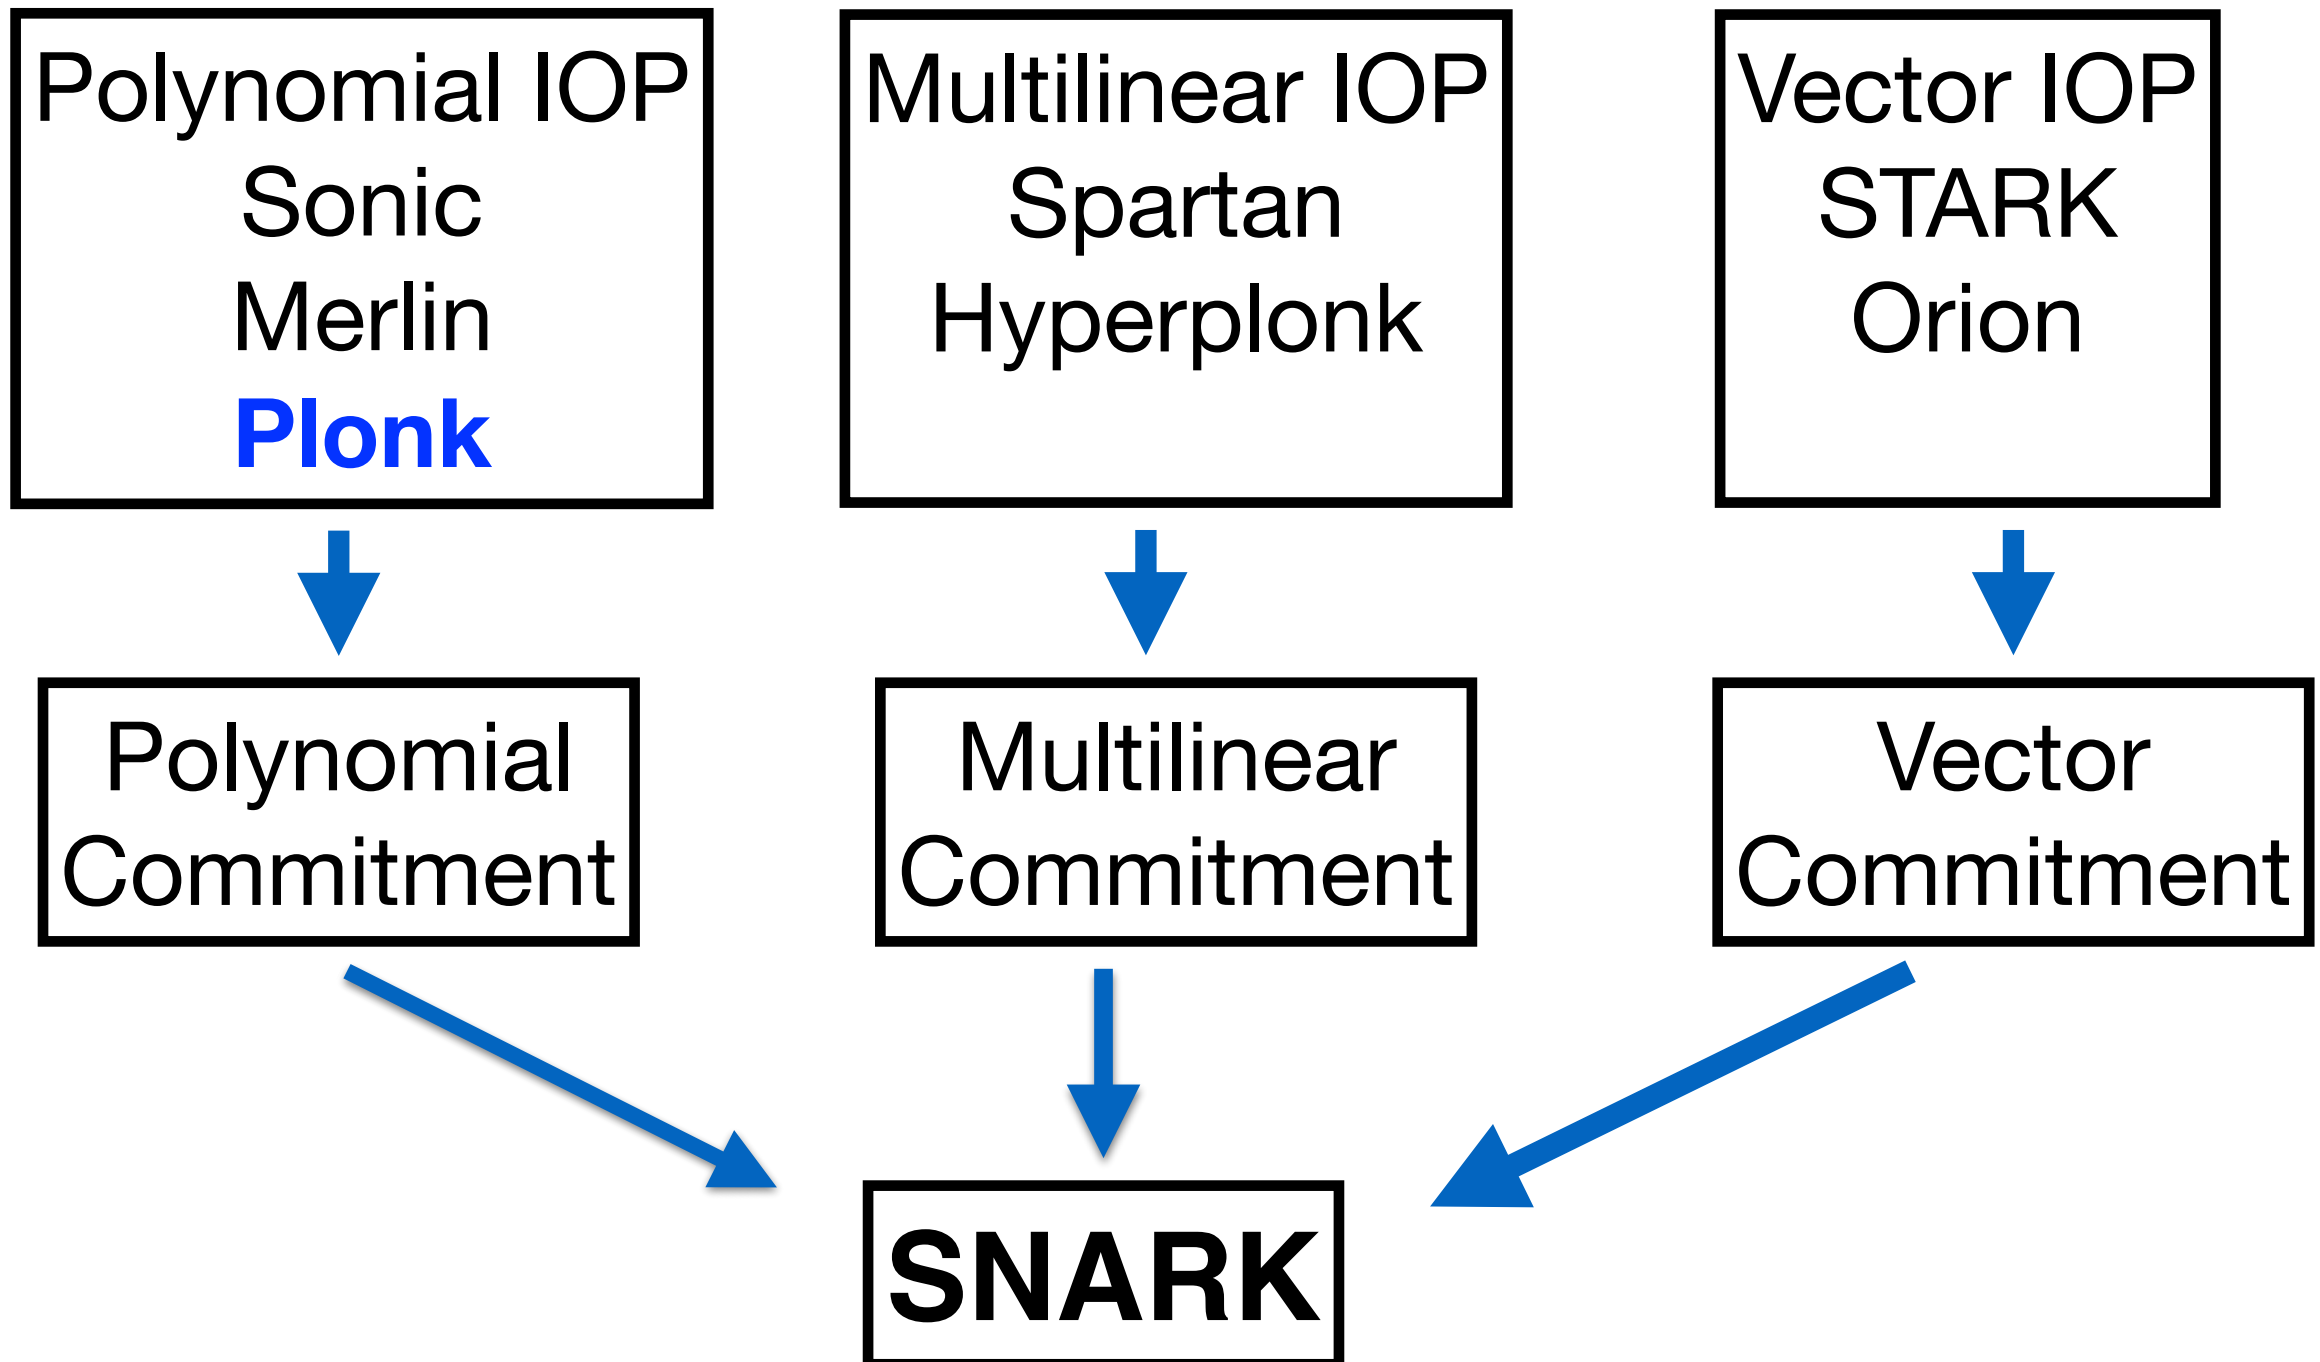 Polynomial IOP
Sonic
Merlin
Plonk
Multilinear IOP
Spartan
Hyperplonk
Vector IOP
STARK
Orion
Polynomial
Commitment
Multilinear
Commitment
Vector
Commitment
SNARK